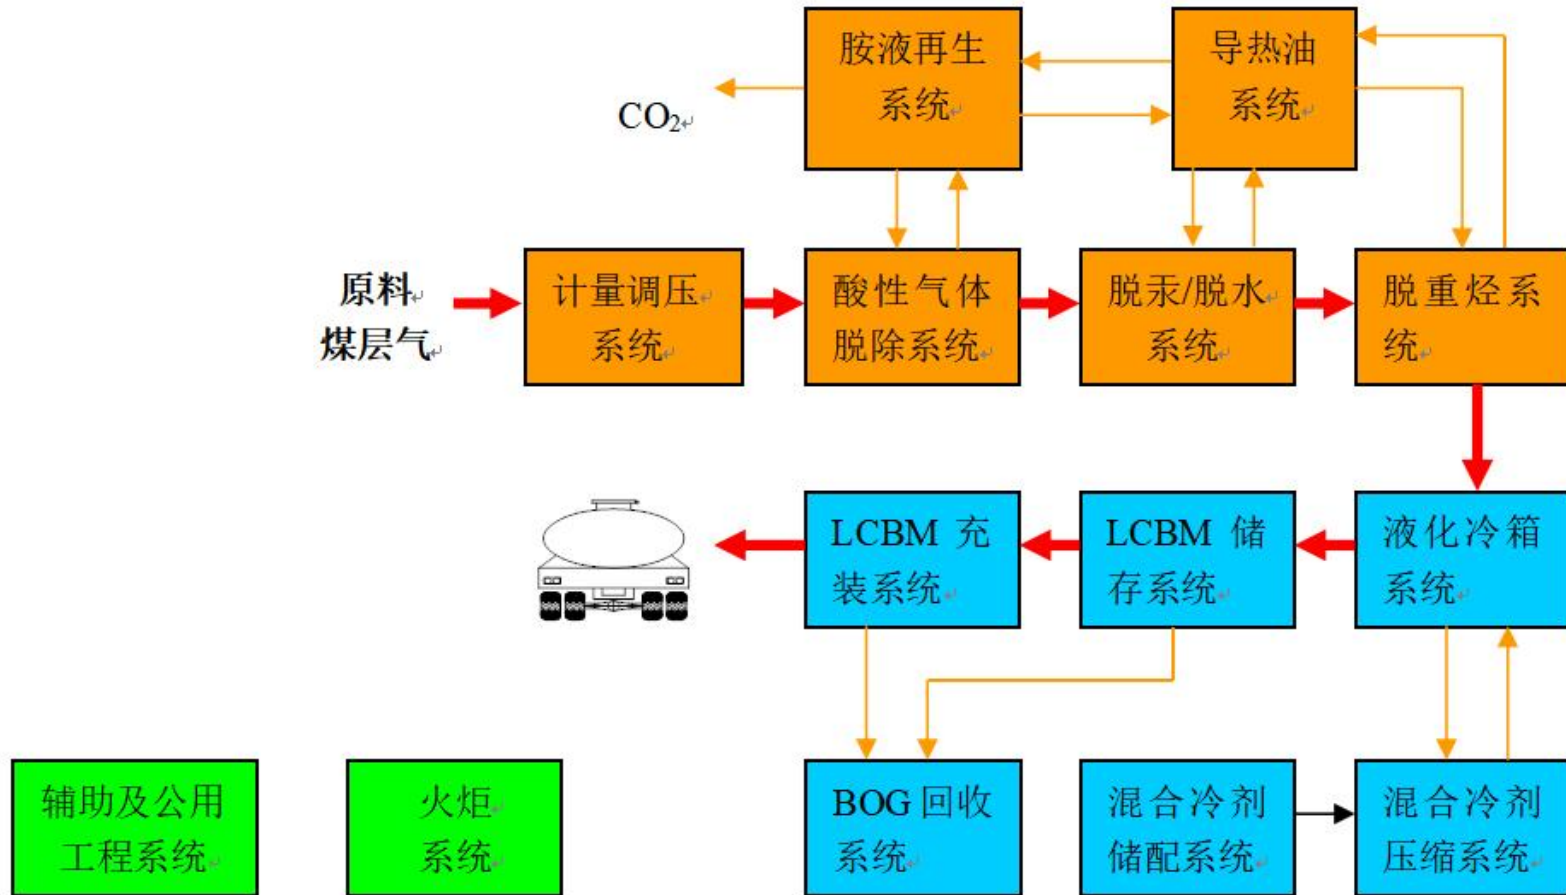 胺液再生
系统
导热油
系统
CO₂
原料
煤层气
计量调压
系统
酸性气体
脱除系统
脱汞/脱水
系统
脱重烃系
统
LCBM 充
装系统
LCBM 储
存系统
液化冷箱
系统
辅助及公用
工程系统
火炬
系统
BOG 回收
系统
混合冷剂
储配系统
混合冷剂
压缩系统